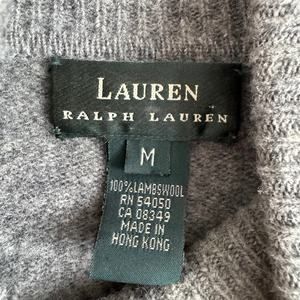 LAUREN
RALPH LAUREN
M
100%LAMBSWOOL
RN 54050
CA 08349
MADE IN
HONG KONG